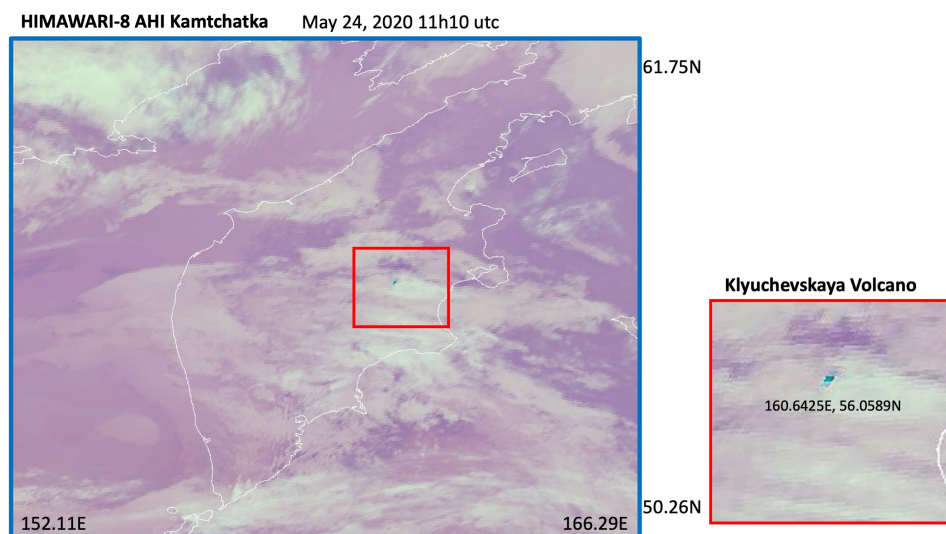 HIMAWARI-8 AHI Kamtchatka May 24, 2020 11h10 utc
61.75N
Klyuchevskaya Volcano
160.6425E, 56.0589N
50.26N
152.11E 166.29E